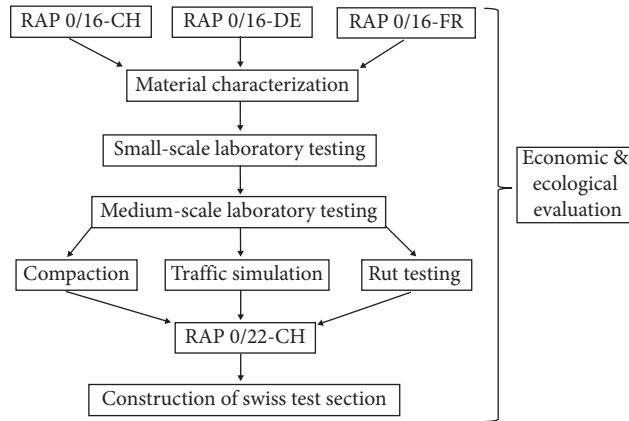 RAP 0/16-CH
RAP 0/16-DE
RAP 0/16-FR
Material characterization
Small-scale laboratory testing
Medium-scale laboratory testing
Compaction
Traffic simulation
Rut testing
RAP 0/22-CH
Construction of swiss test section
Economic &
ecological
evaluation